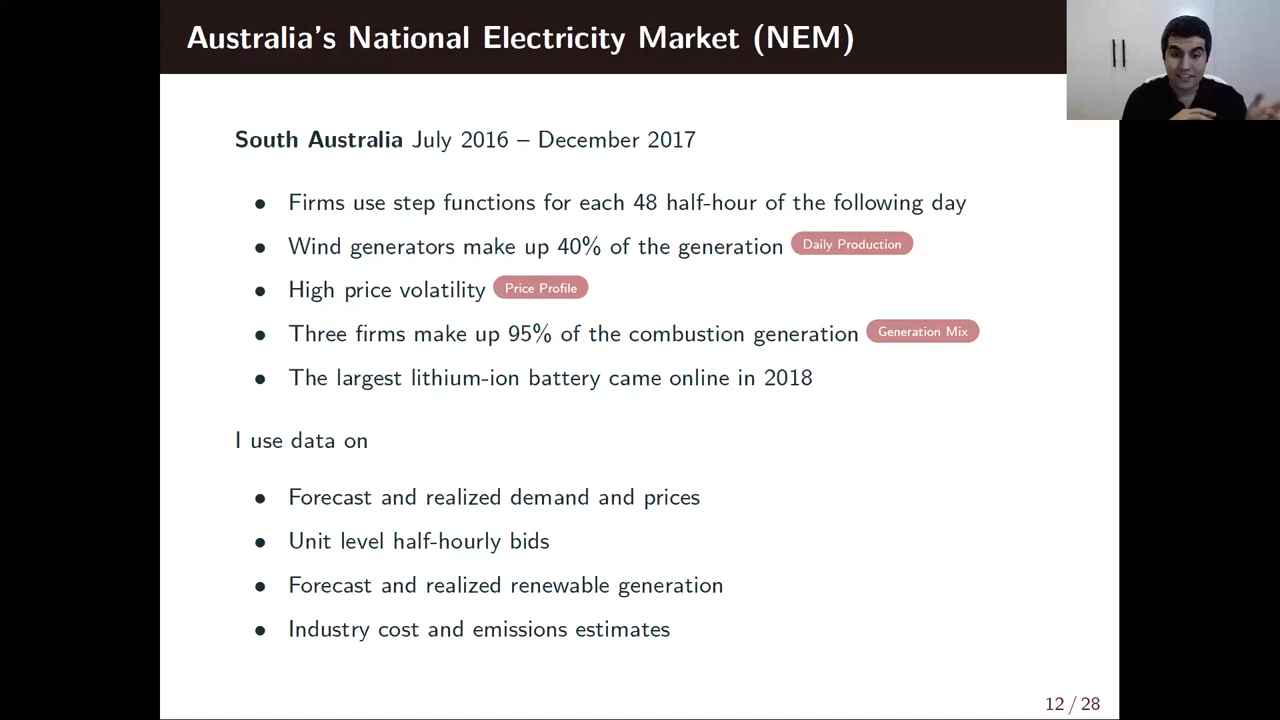 Australia's National Electricity Market (NEM)
South Australia July 2016 – December 2017
• Firms use step functions for each 48 half-hour of the following day
• Wind generators make up 40% of the generation Daily Production
• High price volatility Price Profile
• Three firms make up 95% of the combustion generation Generation Mix
• The largest lithium-ion battery came online in 2018
I use data on
• Forecast and realized demand and prices
• Unit level half-hourly bids
• Forecast and realized renewable generation
• Industry cost and emissions estimates
12 / 28